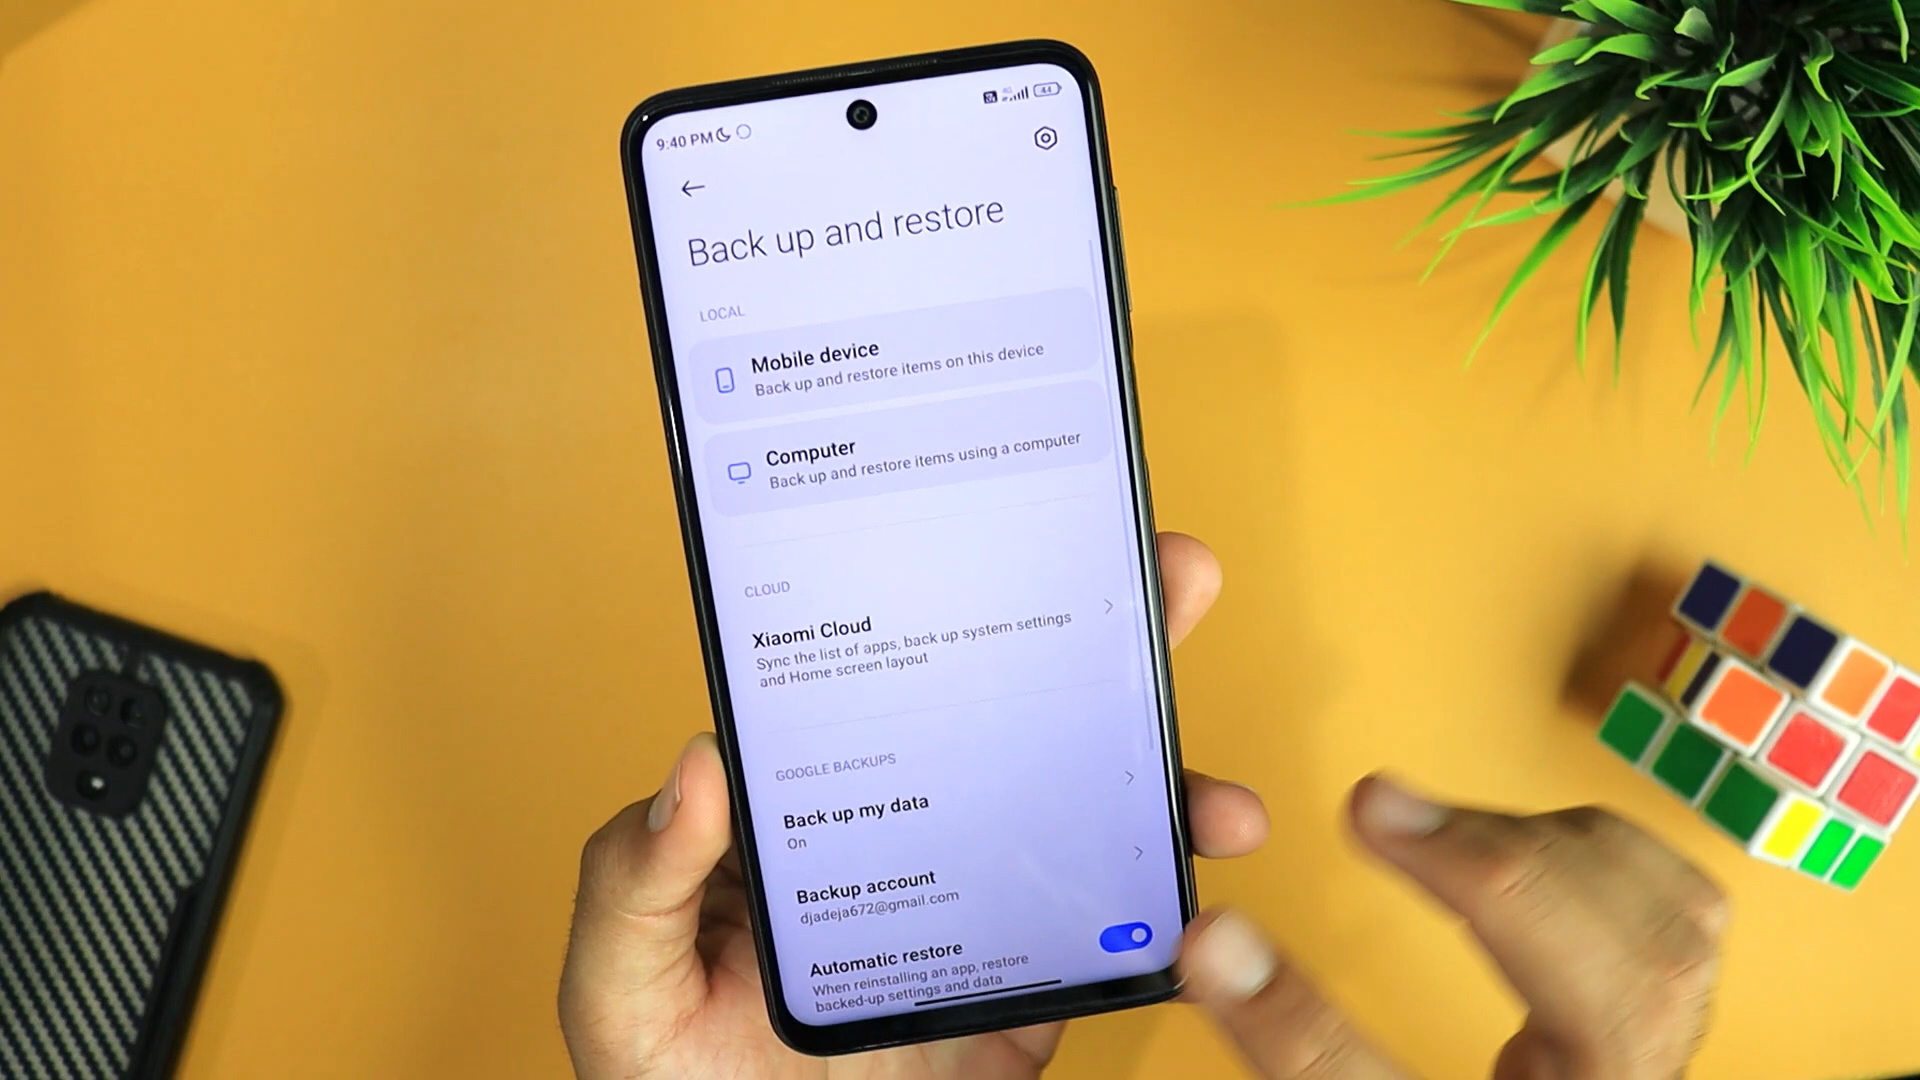 9:40 PM
44
Back up and restore
LOCAL
Mobile device
Back up and restore items on this device
Computer
Back up and restore items using a computer
CLOUD
Xiaomi Cloud
Sync the list of apps, back up system settings
and Home screen layout
GOOGLE BACKUPS
Back up my data
On
Backup account
djadeja672@gmail.com
Automatic restore
When reinstalling an app, restore
backed-up settings and data